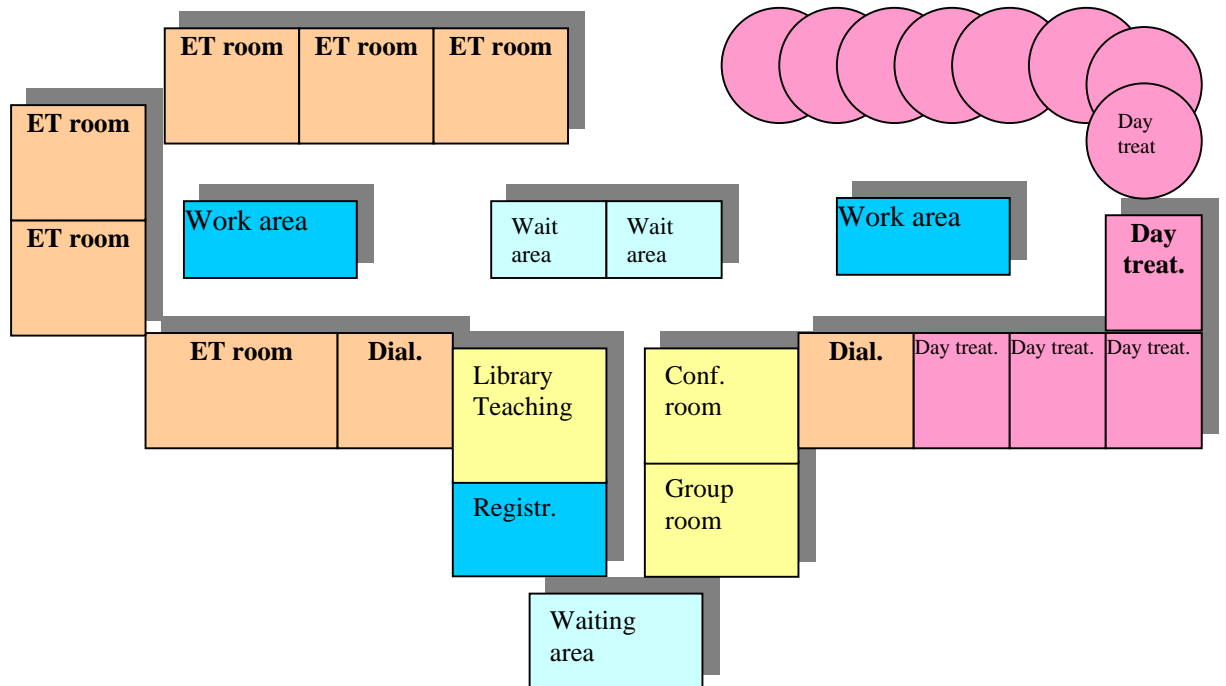 ET room
ET room
ET room
ET room
Day
treat
Work area
Wait
area
Wait
area
Work area
ET room
Day
treat.
ET room
Dial.
Library
Teaching
Conf.
room
Dial.
Day treat.
Day treat.
Day treat.
Registr.
Group
room
Waiting
area